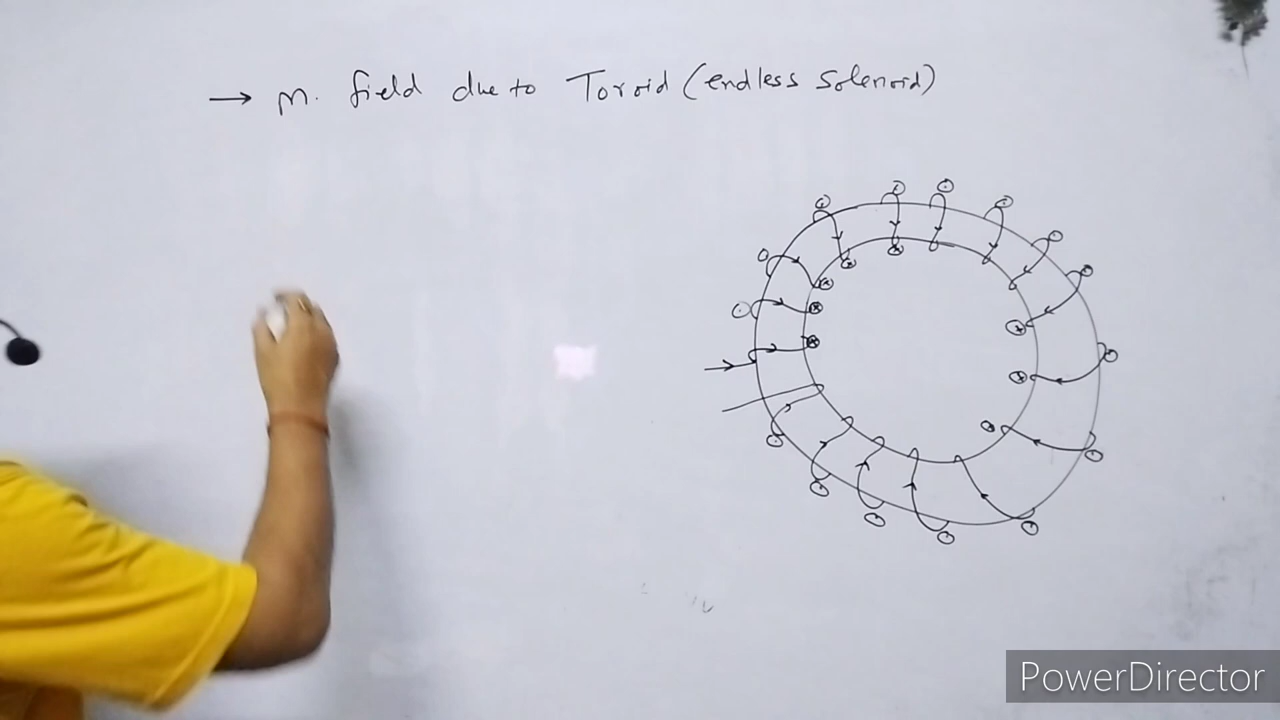 → M. field due to Toroid (endless Solenoid)
PowerDirector